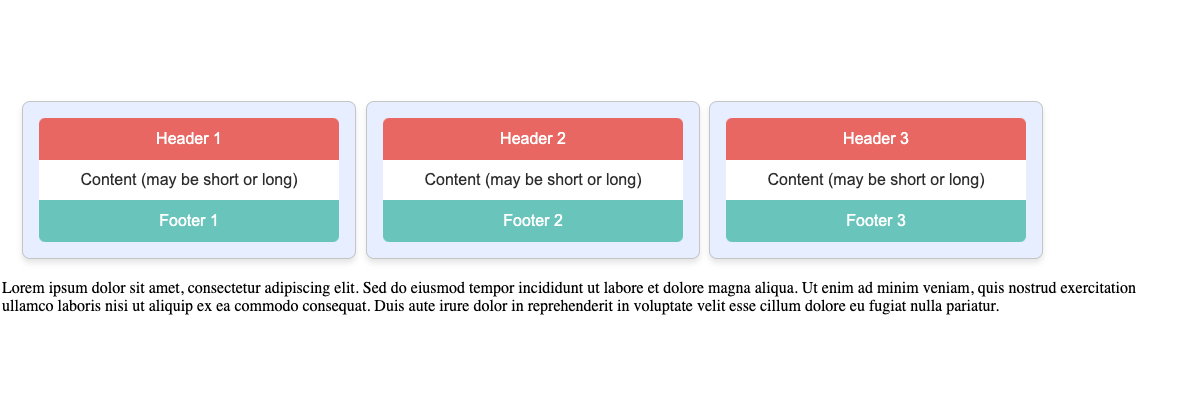 Header 1
Content (may be short or long)
Footer 1
Header 2
Content (may be short or long)
Footer 2
Header 3
Content (may be short or long)
Footer 3
Lorem ipsum dolor sit amet, consectetur adipiscing elit. Sed do eiusmod tempor incididunt ut labore et dolore magna aliqua. Ut enim ad minim veniam, quis nostrud exercitation
ullamco laboris nisi ut aliquip ex ea commodo consequat. Duis aute irure dolor in reprehenderit in voluptate velit esse cillum dolore eu fugiat nulla pariatur.